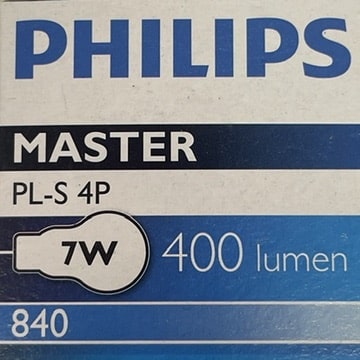 PHILIPS
MASTER
PL-S 4P
7W 400 lumen
840